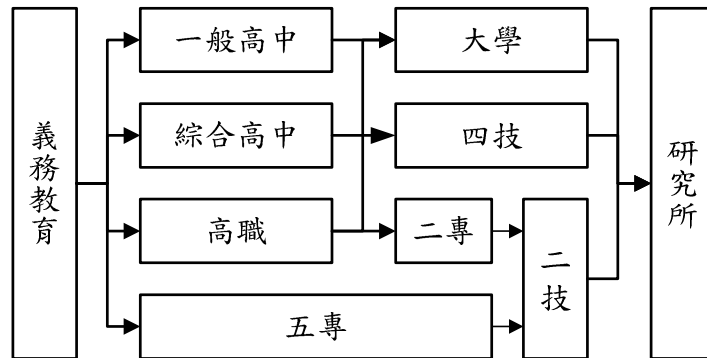 義務教育
一般高中
綜合高中
高職
五專
大學
四技
二專
二技
研究所